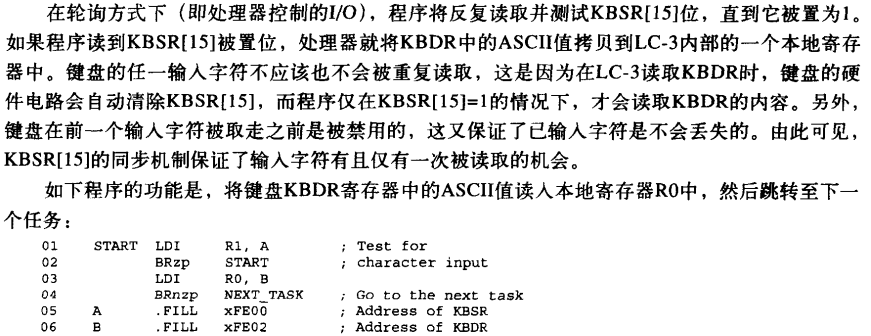 在轮询方式下（即处理器控制的I/O），程序将反复读取并测试KBSR[15]位，直到它被置为1。
如果程序读到KBSR[15]被置位，处理器就将KBDR中的ASCII值拷贝到LC-3内部的一个本地寄存
器中。键盘的任一输入字符不应该也不会被重复读取，这是因为在LC-3读取KBDR时，键盘的硬
件电路会自动清除KBSR[15]，而程序仅在KBSR[15]=1的情况下，才会读取KBDR的内容。另外，
键盘在前一个输入字符被取走之前是被禁用的，这又保证了已输入字符是不会丢失的。由此可见，
KBSR[15]的同步机制保证了输入字符有且仅有一次被读取的机会。
如下程序的功能是，将键盘KBDR寄存器中的ASCII值读入本地寄存器R0中，然后跳转至下一
个任务：
01 START LDI R1, A ; Test for
02 BRzp START ; character input
03 LDI R0, B
04 BRnzp NEXT_TASK ; Go to the next task
05 A .FILL xFE00 ; Address of KBSR
06 B .FILL xFE02 ; Address of KBDR